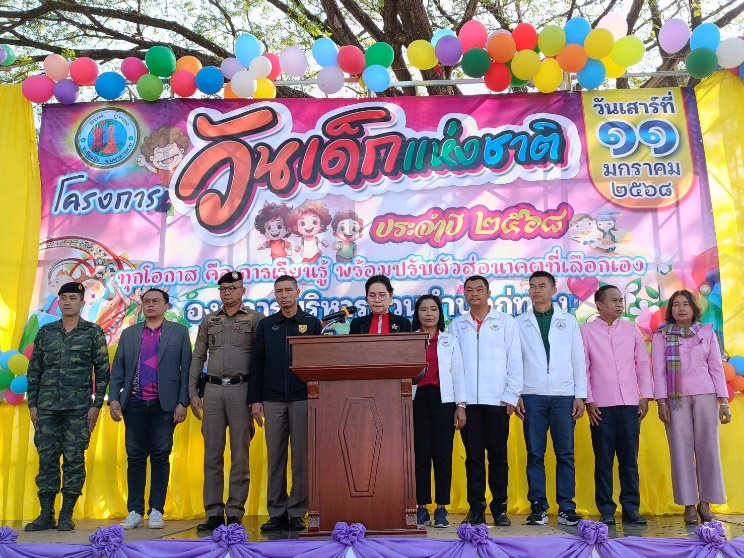 โครงการ
วันเด็กแห่งชาติ
วันเสาร์ที่
๑๑
มกราคม
๒๕๖๘
ประจำปี ๒๕๖๘
ทุกโอกาส คือ การเรียนรู้ พร้อมปรับตัวสู่อนาคตที่เลือกเอง